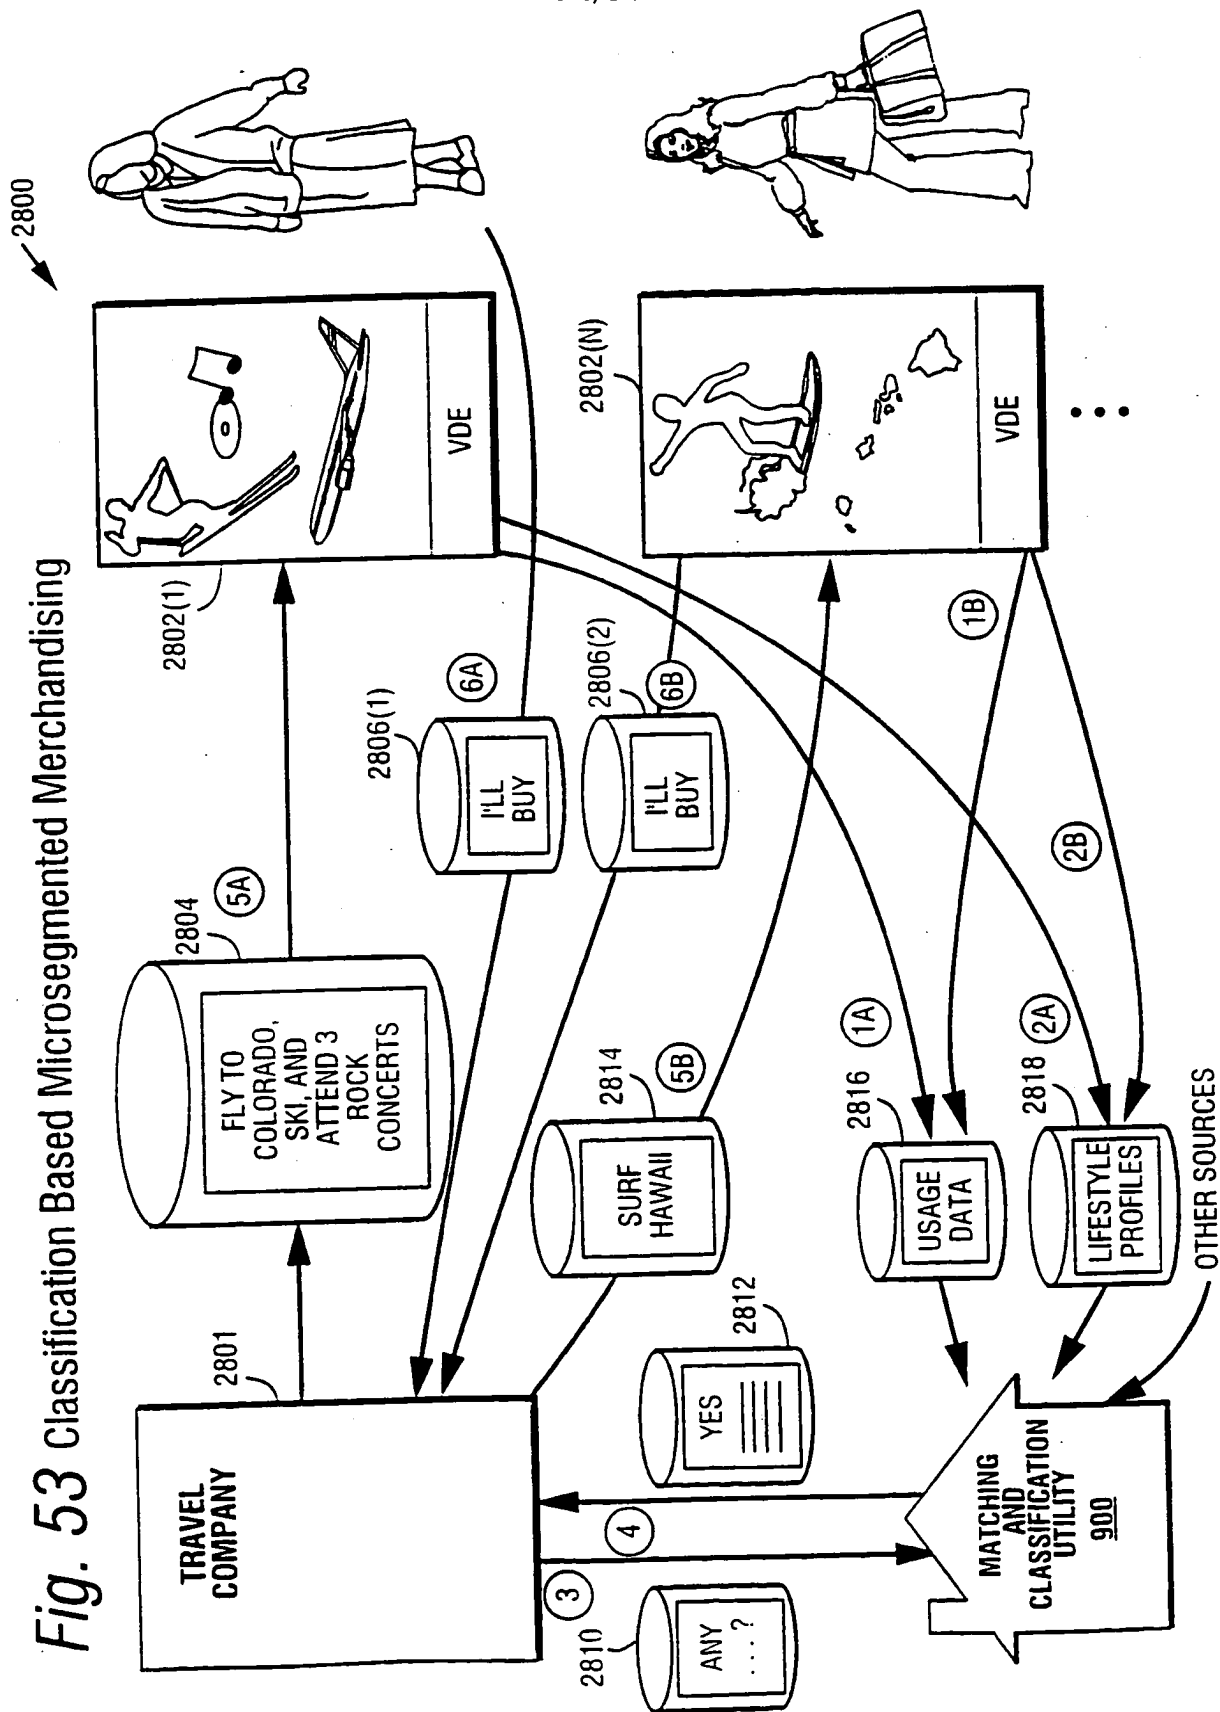 Fig. 53 Classification Based Microsegmented Merchandising
2800
TRAVEL
COMPANY
2801
2804
5A
FLY TO
COLORADO,
SKI, AND
ATTEND 3
ROCK
CONCERTS
2802(1)
VDE
2806(1)
6A
I'LL
BUY
2806(2)
6B
I'LL
BUY
2802(N)
VDE
2814
5B
SURF
HAWAII
1B
2B
1A
2816
USAGE
DATA
2A
2818
LIFESTYLE
PROFILES
OTHER SOURCES
2812
YES
4
3
2810
ANY
. . . ?
MATCHING
AND
CLASSIFICATION
UTILITY
900